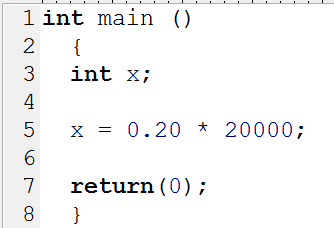 1 int main ()
2 {
3 int x;
4
5 x = 0.20 * 20000;
6
7 return(0);
8 }